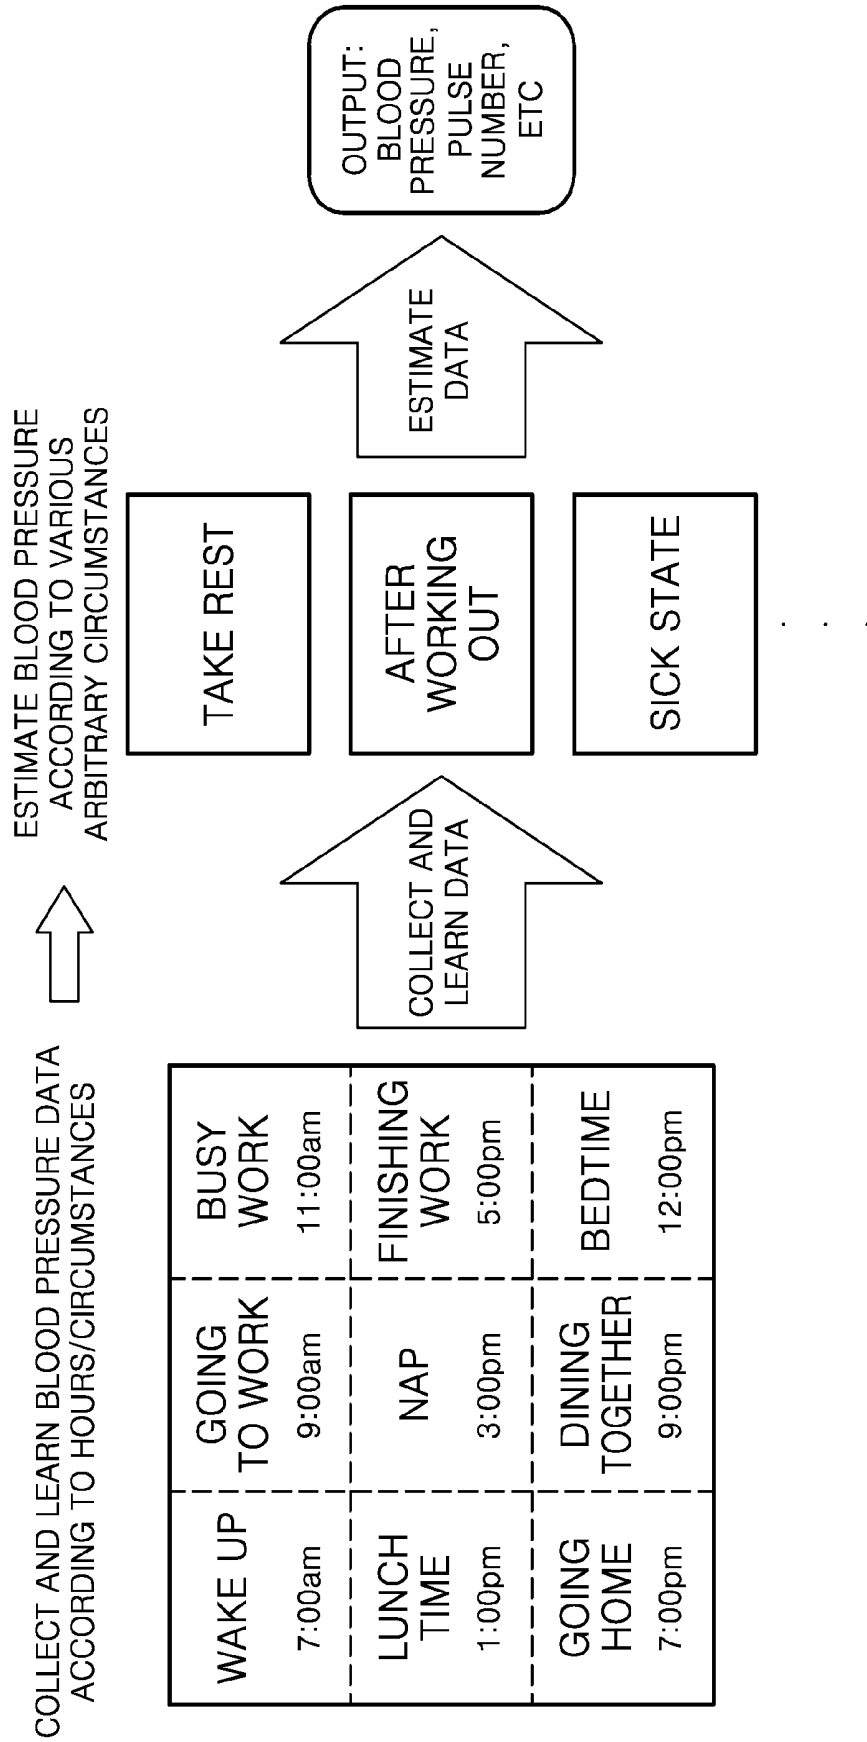 COLLECT AND LEARN BLOOD PRESSURE DATA
ACCORDING TO HOURS/CIRCUMSTANCES
ESTIMATE BLOOD PRESSURE
ACCORDING TO VARIOUS
ARBITRARY CIRCUMSTANCES
WAKE UP
7:00am
GOING
TO WORK
9:00am
BUSY
WORK
11:00am
LUNCH
TIME
1:00pm
NAP
3:00pm
FINISHING
WORK
5:00pm
GOING
HOME
7:00pm
DINING
TOGETHER
9:00pm
BEDTIME
12:00pm
COLLECT AND
LEARN DATA
TAKE REST
AFTER
WORKING
OUT
SICK STATE
. . .
ESTIMATE
DATA
OUTPUT:
BLOOD
PRESSURE,
PULSE
NUMBER,
ETC